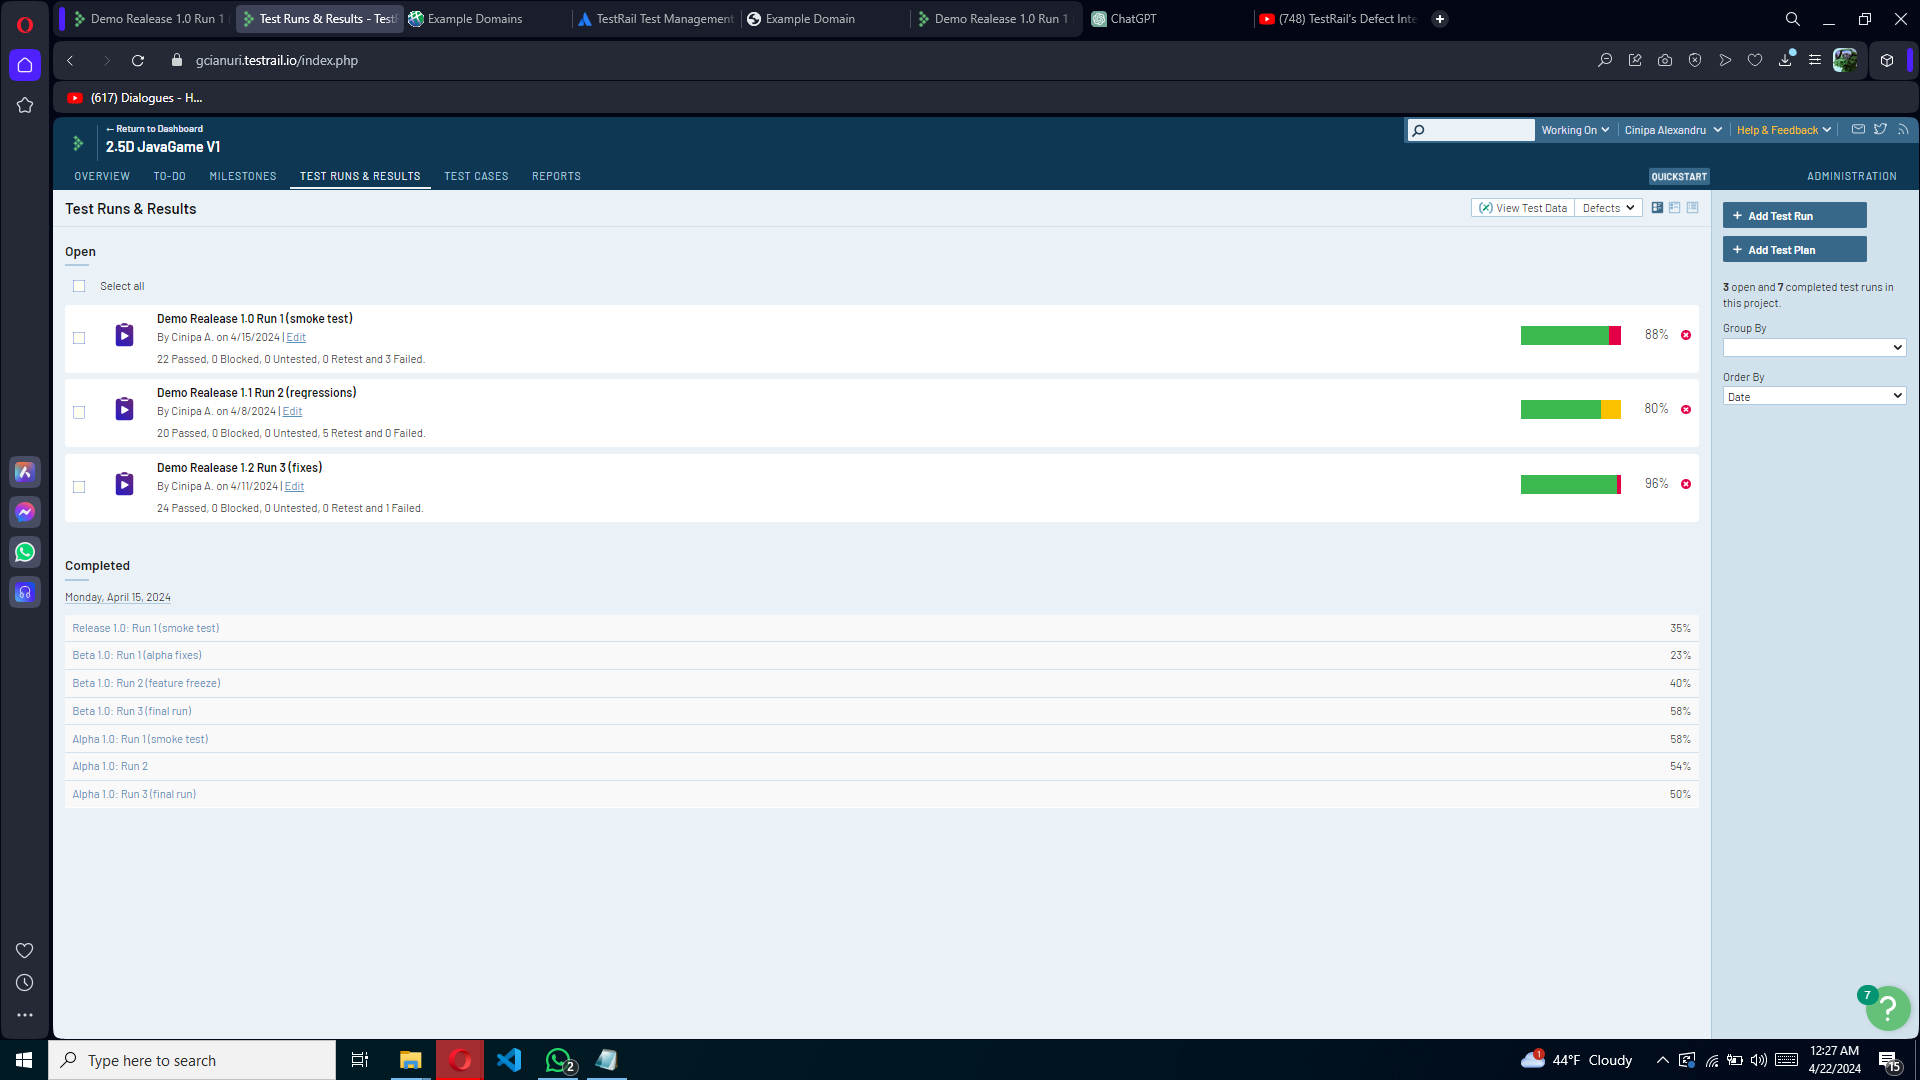 Demo Realease 1.0 Run 1
Test Runs & Results - TestR
Example Domains
TestRail Test Management
Example Domain
Demo Realease 1.0 Run 1
ChatGPT
(748) TestRail's Defect Inte
gcianuri.testrail.io/index.php
(617) Dialogues - H...
← Return to Dashboard
2.5D JavaGame V1
Working On
Cinipa Alexandru
Help & Feedback
OVERVIEW
TO-DO
MILESTONES
TEST RUNS & RESULTS
TEST CASES
REPORTS
QUICKSTART
ADMINISTRATION
Test Runs & Results
View Test Data
Defects
+ Add Test Run
+ Add Test Plan
3 open and 7 completed test runs in
this project.
Group By
Order By
Date
Open
Select all
Demo Realease 1.0 Run 1 (smoke test)
By Cinipa A. on 4/15/2024 | Edit
22 Passed, 0 Blocked, 0 Untested, 0 Retest and 3 Failed.
88%
Demo Realease 1.1 Run 2 (regressions)
By Cinipa A. on 4/8/2024 | Edit
20 Passed, 0 Blocked, 0 Untested, 5 Retest and 0 Failed.
80%
Demo Realease 1.2 Run 3 (fixes)
By Cinipa A. on 4/11/2024 | Edit
24 Passed, 0 Blocked, 0 Untested, 0 Retest and 1 Failed.
96%
Completed
Monday, April 15, 2024
Release 1.0: Run 1 (smoke test) 35%
Beta 1.0: Run 1 (alpha fixes) 23%
Beta 1.0: Run 2 (feature freeze) 40%
Beta 1.0: Run 3 (final run) 58%
Alpha 1.0: Run 1 (smoke test) 58%
Alpha 1.0: Run 2 54%
Alpha 1.0: Run 3 (final run) 50%
7
?
Type here to search
2
1
44°F Cloudy
12:27 AM
4/22/2024
15